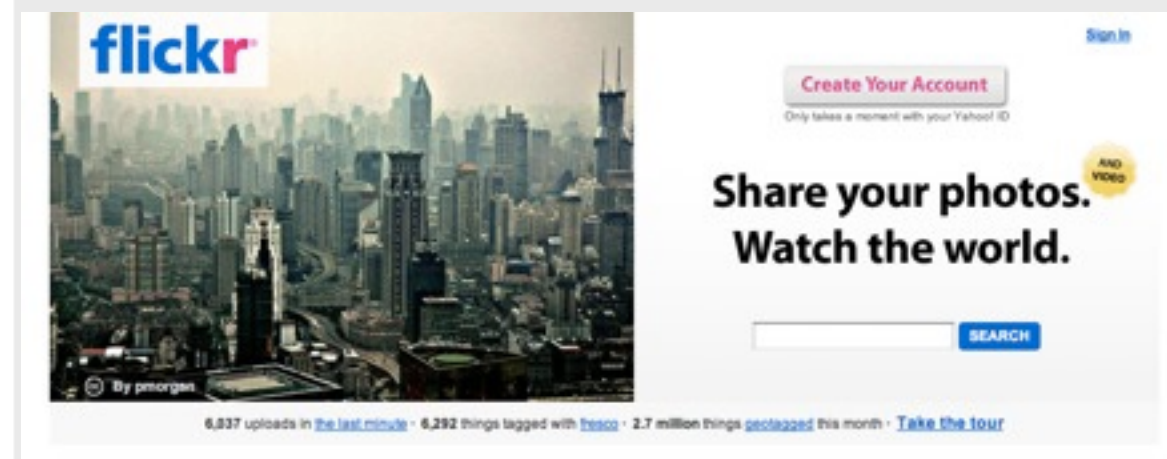 flickr
Sign In
Create Your Account
Only takes a moment with your Yahoo! ID
AND
VIDEO
Share your photos.
Watch the world.
SEARCH
By pmorgan
6,037 uploads in the last minute · 6,292 things tagged with fresco · 2.7 million things geotagged this month · Take the tour